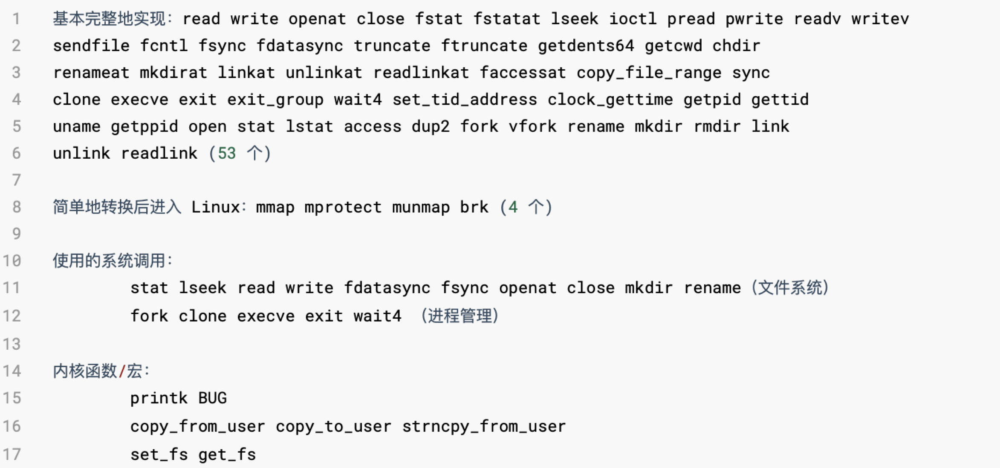 1 基本完整地实现：read write openat close fstat fstatat lseek ioctl pread pwrite readv writev
2 sendfile fcntl fsync fdatasync truncate ftruncate getdents64 getcwd chdir
3 renameat mkdirat linkat unlinkat readlinkat faccessat copy_file_range sync
4 clone execve exit exit_group wait4 set_tid_address clock_gettime getpid gettid
5 uname getppid open stat lstat access dup2 fork vfork rename mkdir rmdir link
6 unlink readlink (53 个)
7
8 简单地转换后进入 Linux：mmap mprotect munmap brk (4 个)
9
10 使用的系统调用：
11 stat lseek read write fdatasync fsync openat close mkdir rename（文件系统）
12 fork clone execve exit wait4 （进程管理）
13
14 内核函数/宏：
15 printk BUG
16 copy_from_user copy_to_user strncpy_from_user
17 set_fs get_fs